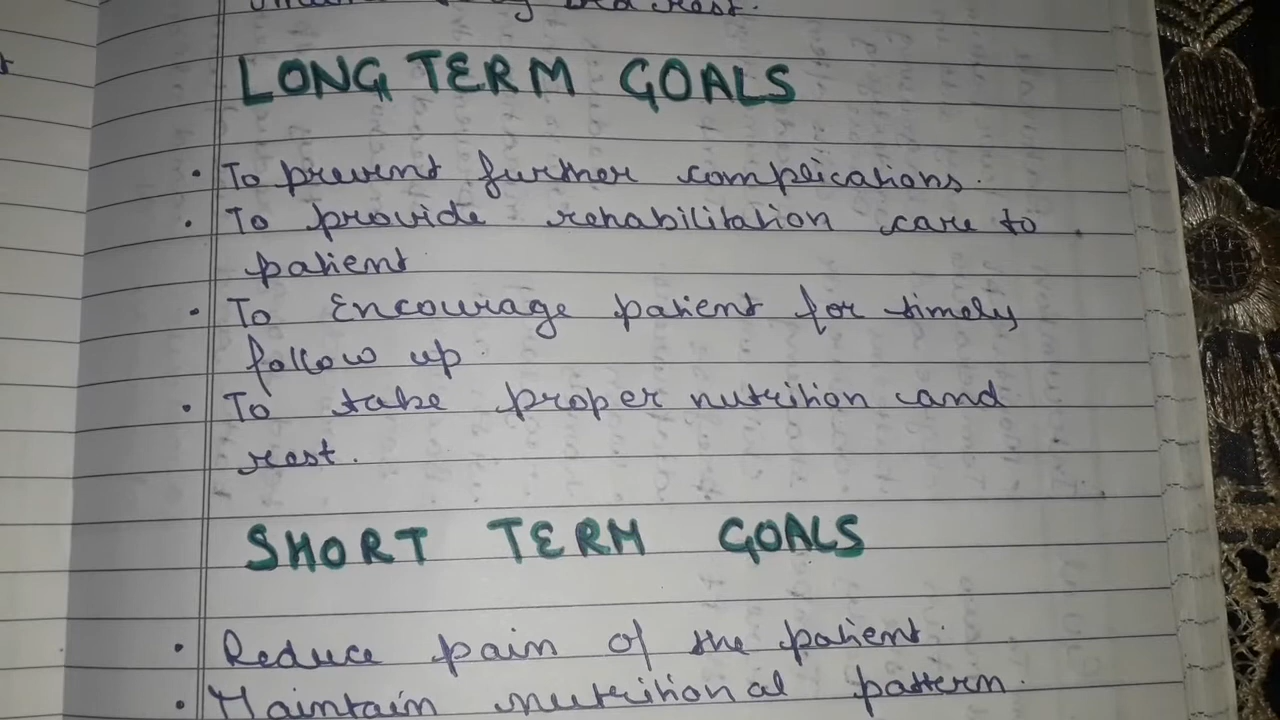 rest.
LONG TERM GOALS
• To prevent further complications.
• To provide rehabilitation care to
patient
• To Encourage patient for timely
follow up.
• To take proper nutrition and
rest.
SHORT TERM GOALS
• Reduce pain of the patient.
• Maintain nutritional pattern.